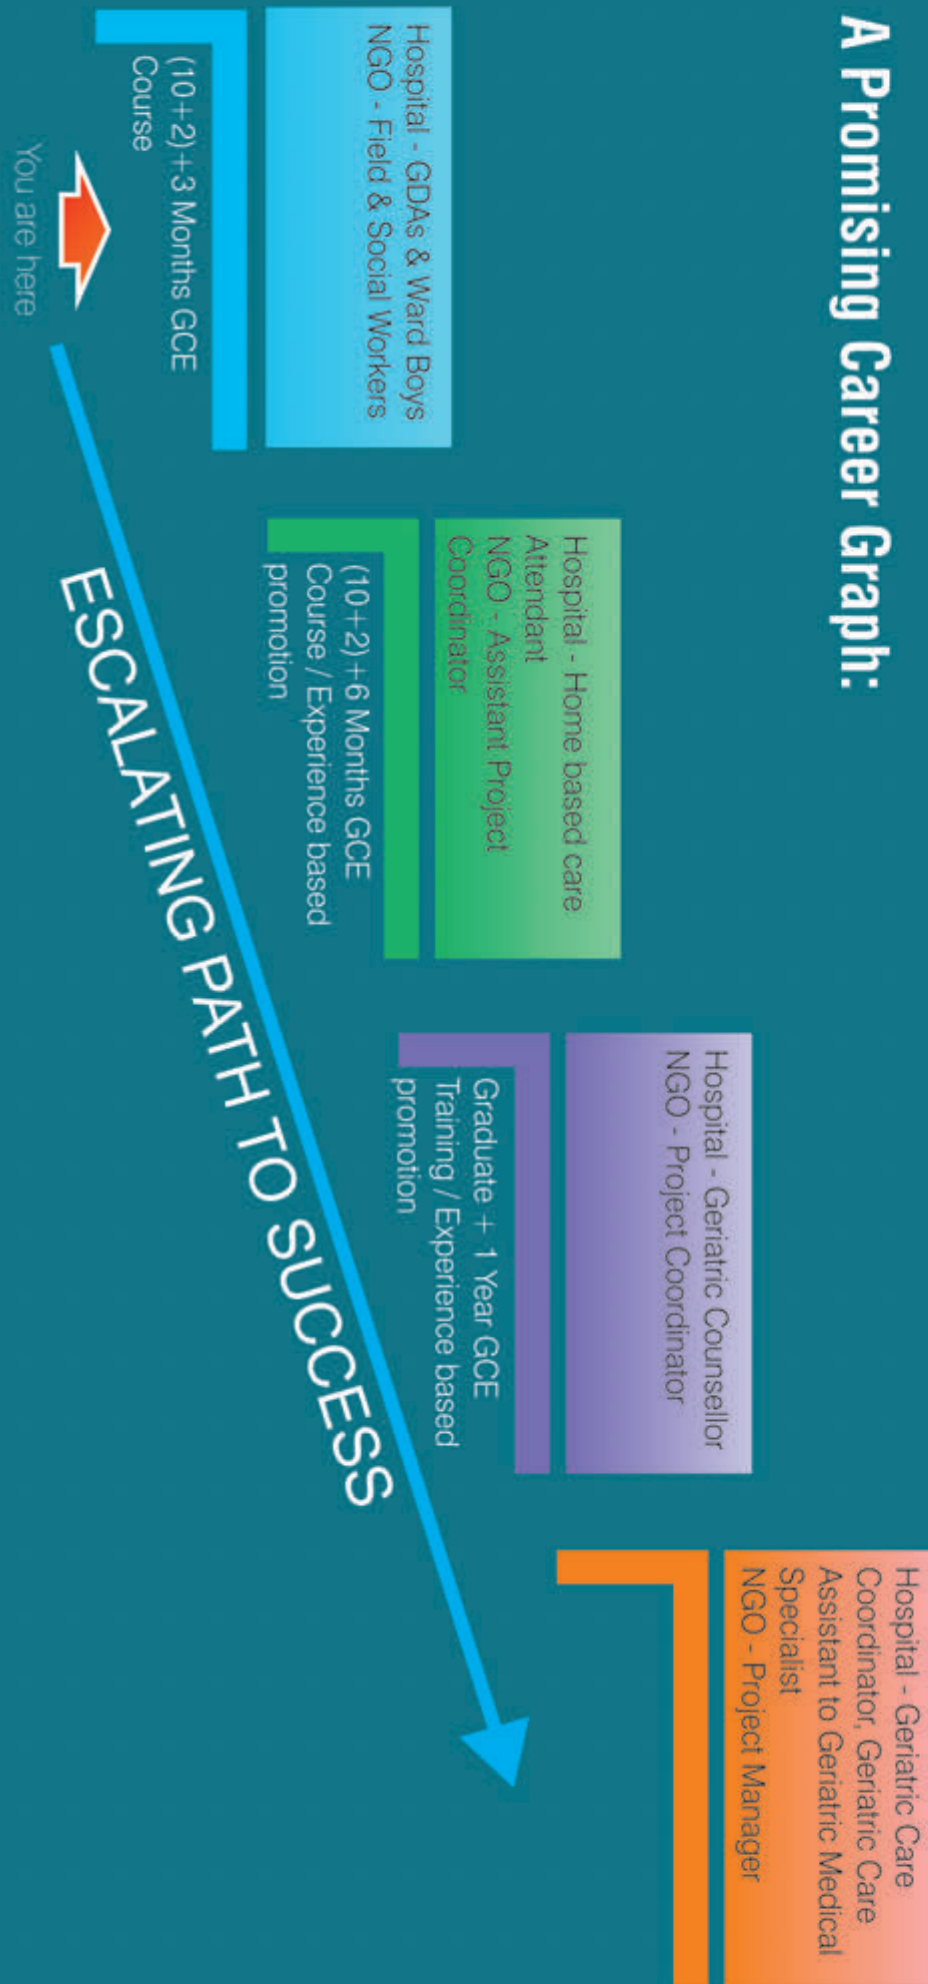 A Promising Career Graph:
Hospital - GDAs & Ward Boys
NGO - Field & Social Workers
(10+2)+3 Months GCE
Course
You are here
Hospital - Home based care
Attendant
NGO - Assistant Project
Coordinator
(10+2)+6 Months GCE
Course / Experience based
promotion
Hospital - Geriatric Counsellor
NGO - Project Coordinator
Graduate + 1 Year GCE
Training / Experience based
promotion
Hospital - Geriatric Care
Coordinator, Geriatric Care
Assistant to Geriatric Medical
Specialist
NGO - Project Manager
ESCALATING PATH TO SUCCESS